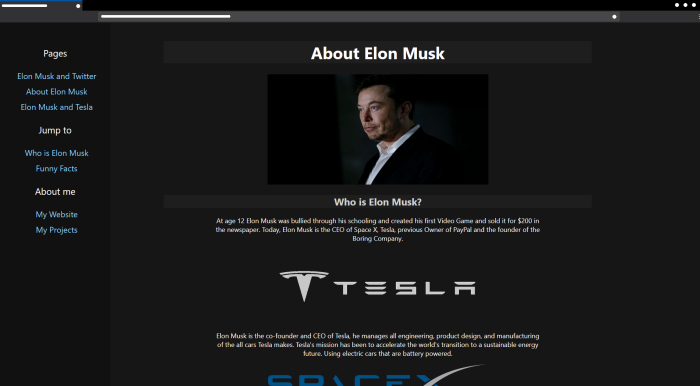 Pages
Elon Musk and Twitter
About Elon Musk
Elon Musk and Tesla
Jump to
Who is Elon Musk
Funny Facts
About me
My Website
My Projects
About Elon Musk
Who is Elon Musk?
At age 12 Elon Musk was bullied through his schooling and created his first Video Game and sold it for $200 in
the newspaper. Today, Elon Musk is the CEO of Space X, Tesla, previous Owner of PayPal and the founder of the
Boring Company.
TESLA
Elon Musk is the co-founder and CEO of Tesla, he manages all engineering, product design, and manufacturing
of the all cars Tesla makes. Tesla's mission has been to accelerate the world's transition to a sustainable energy
future. Using electric cars that are battery powered.
SPACEX